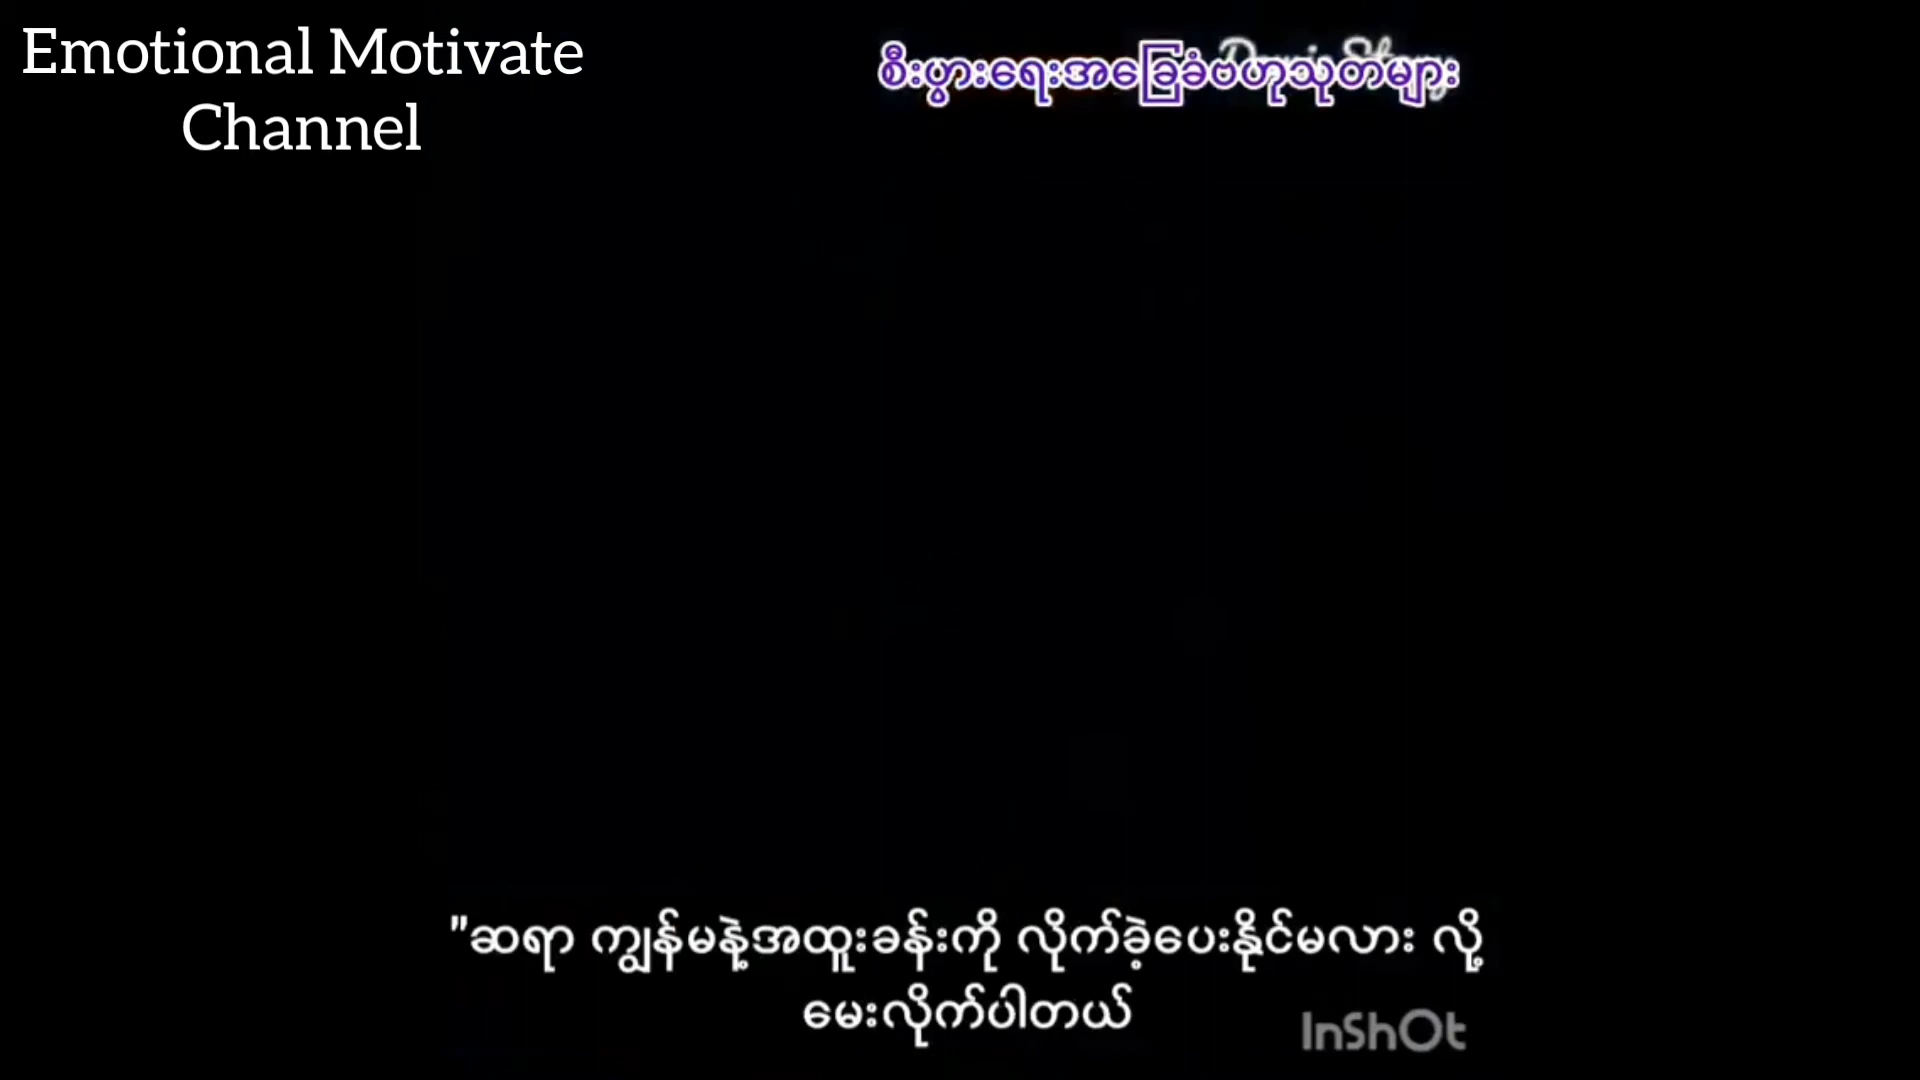 Emotional Motivate
Channel
စီးပွားရေးအခြေခံဗဟုသုတများ
"ဆရာ ကျွန်မနဲ့အထူးခန်းကို လိုက်ခဲ့ပေးနိုင်မလား လို့
မေးလိုက်ပါတယ်
InShOt